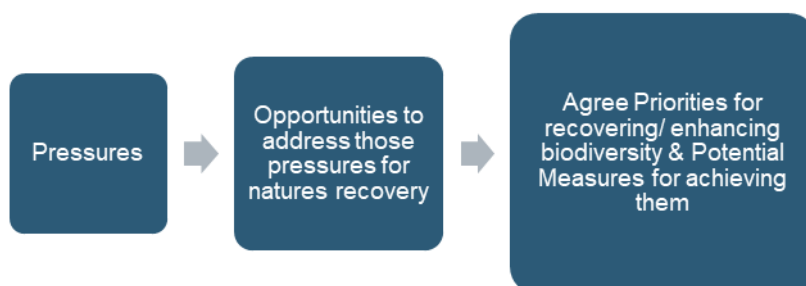 Pressures
Opportunities to
address those
pressures for
natures recovery
Agree Priorities for
recovering/ enhancing
biodiversity & Potential
Measures for achieving
them